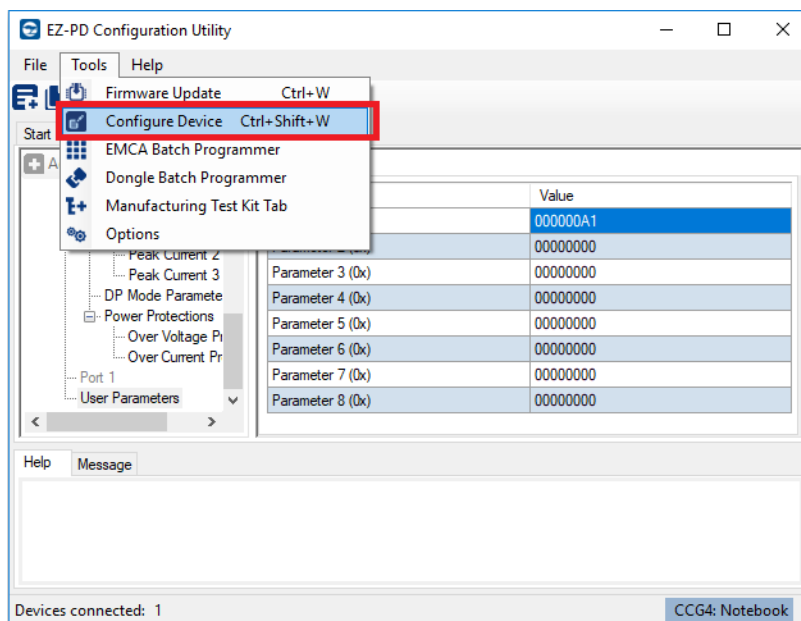 EZ-PD Configuration Utility
File Tools Help
Firmware Update Ctrl+W
Configure Device Ctrl+Shift+W
EMCA Batch Programmer
Dongle Batch Programmer
Manufacturing Test Kit Tab
Options
Start
A
Peak Current 2
Peak Current 3
DP Mode Paramete
Power Protections
Over Voltage Pr
Over Current Pr
Port 1
User Parameters
Value
000000A1
00000000
Parameter 3 (0x) 00000000
Parameter 4 (0x) 00000000
Parameter 5 (0x) 00000000
Parameter 6 (0x) 00000000
Parameter 7 (0x) 00000000
Parameter 8 (0x) 00000000
Help Message
Devices connected: 1
CCG4: Notebook